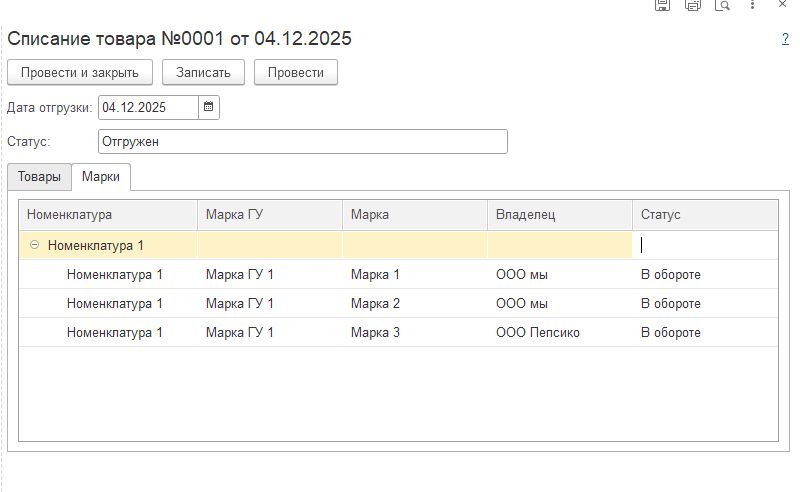 Списание товара №0001 от 04.12.2025
?
Провести и закрыть Записать Провести
Дата отгрузки: 04.12.2025
Статус: Отгружен
Товары Марки
Номенклатура Марка ГУ Марка Владелец Статус
Номенклатура 1
Номенклатура 1 Марка ГУ 1 Марка 1 ООО мы В обороте
Номенклатура 1 Марка ГУ 1 Марка 2 ООО мы В обороте
Номенклатура 1 Марка ГУ 1 Марка 3 ООО Пепсико В обороте